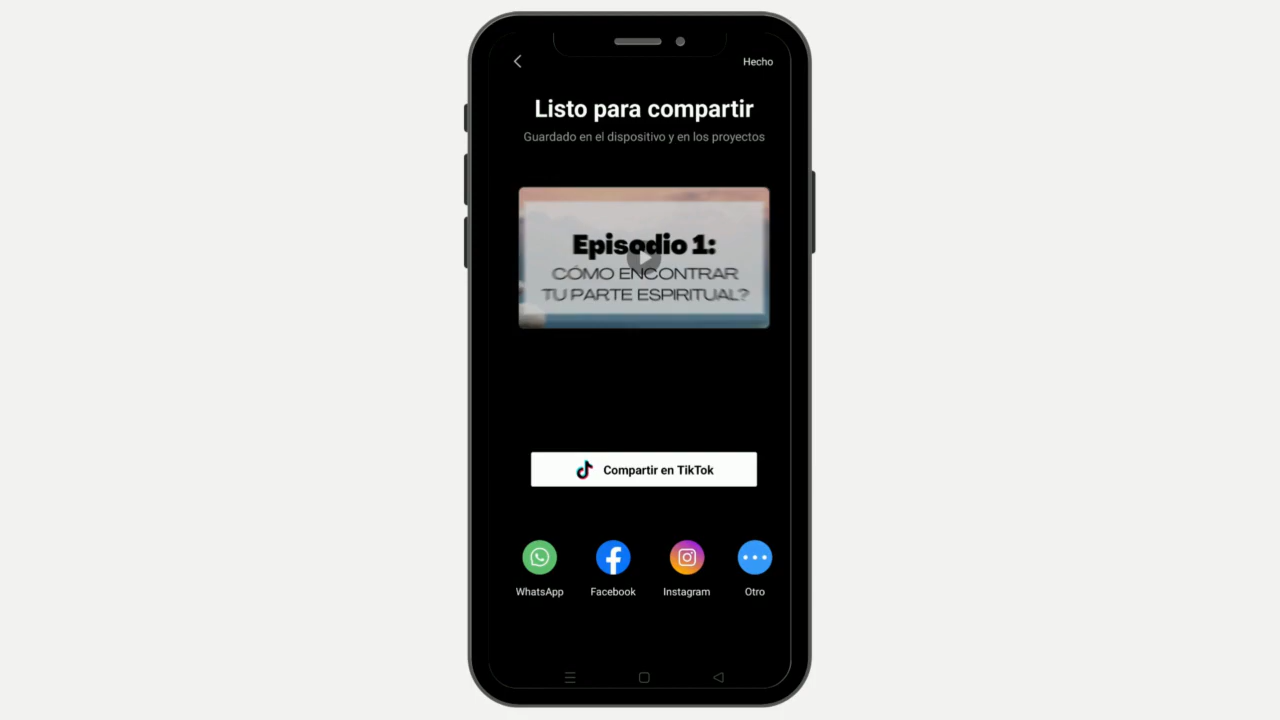 Hecho
Listo para compartir
Guardado en el dispositivo y en los proyectos
Episodio 1:
CÓMO ENCONTRAR
TU PARTE ESPIRITUAL?
Compartir en TikTok
WhatsApp
Facebook
Instagram
Otro